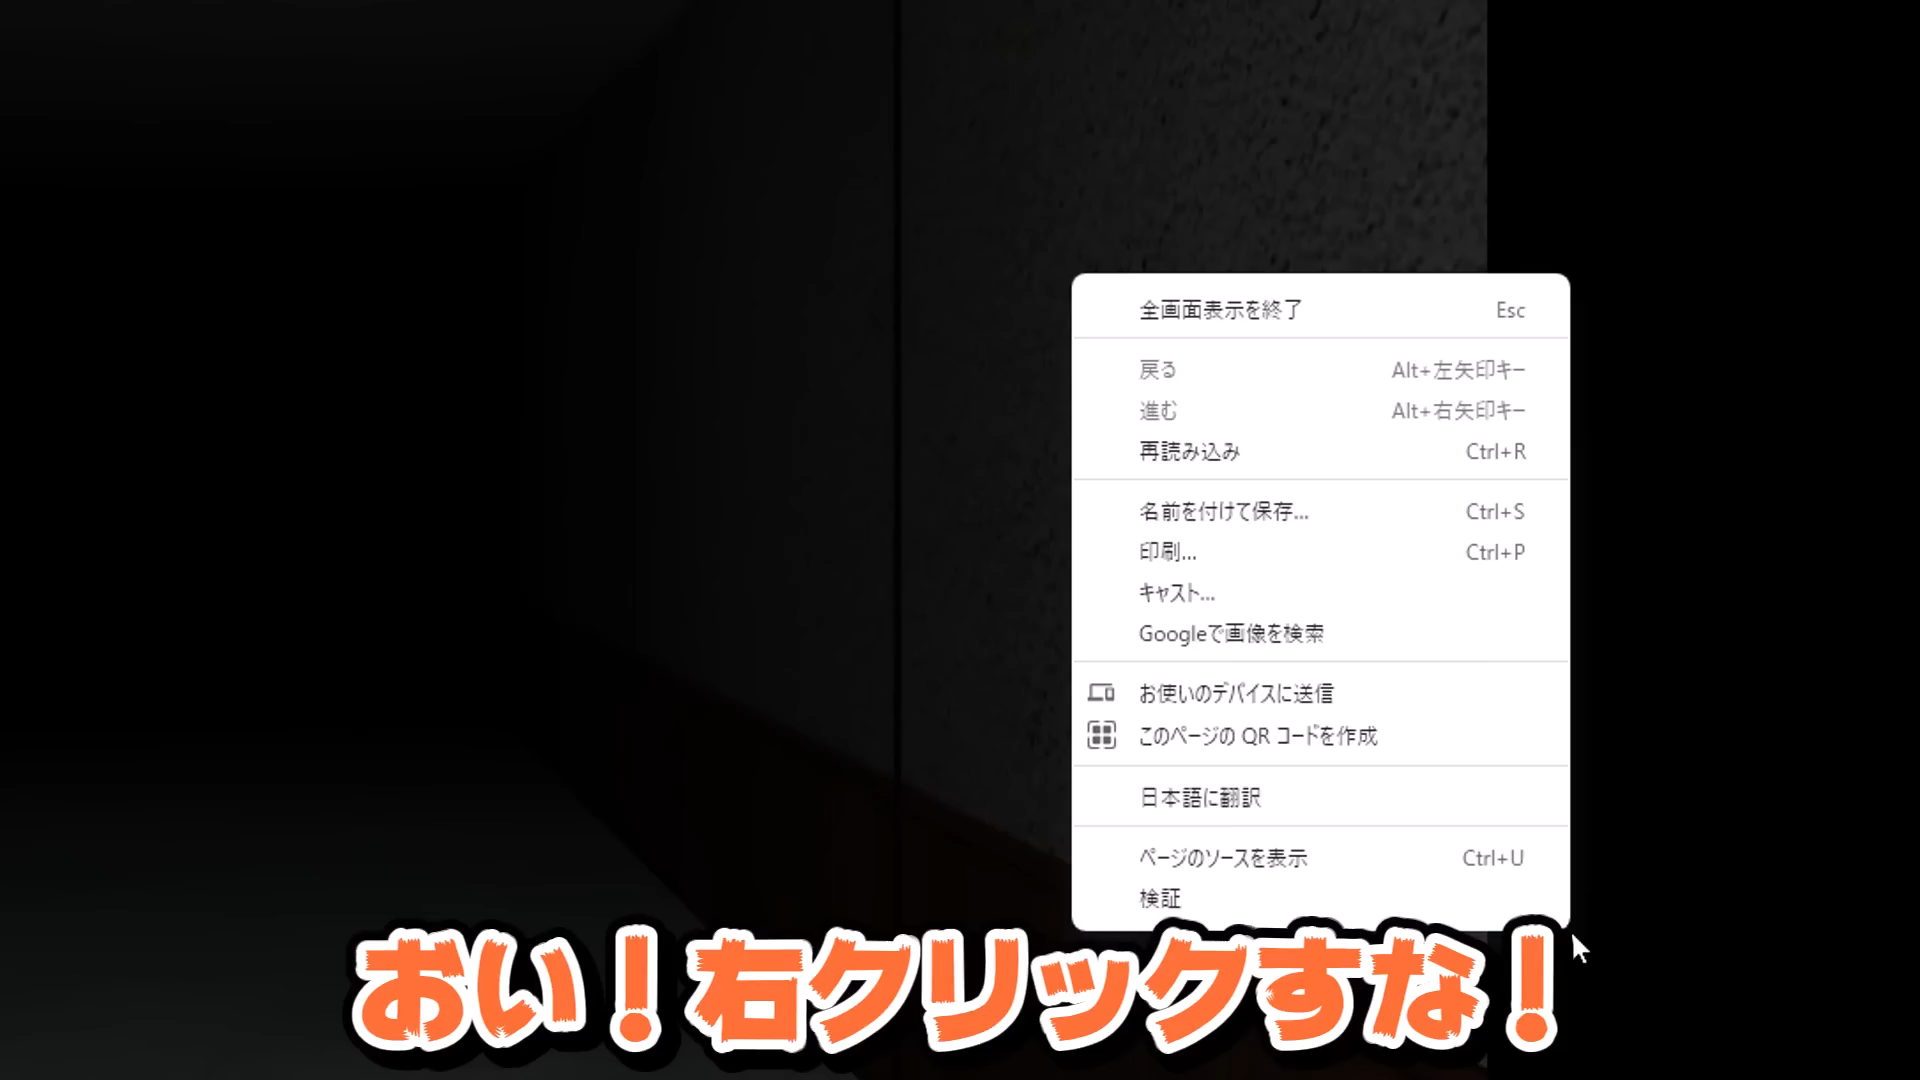 全画面表示を終了 Esc
戻る Alt+左矢印キー
進む Alt+右矢印キー
再読み込み Ctrl+R
名前を付けて保存... Ctrl+S
印刷... Ctrl+P
キャスト...
Googleで画像を検索
お使いのデバイスに送信
このページの QR コードを作成
日本語に翻訳
ページのソースを表示 Ctrl+U
検証
おい！右クリックすな！